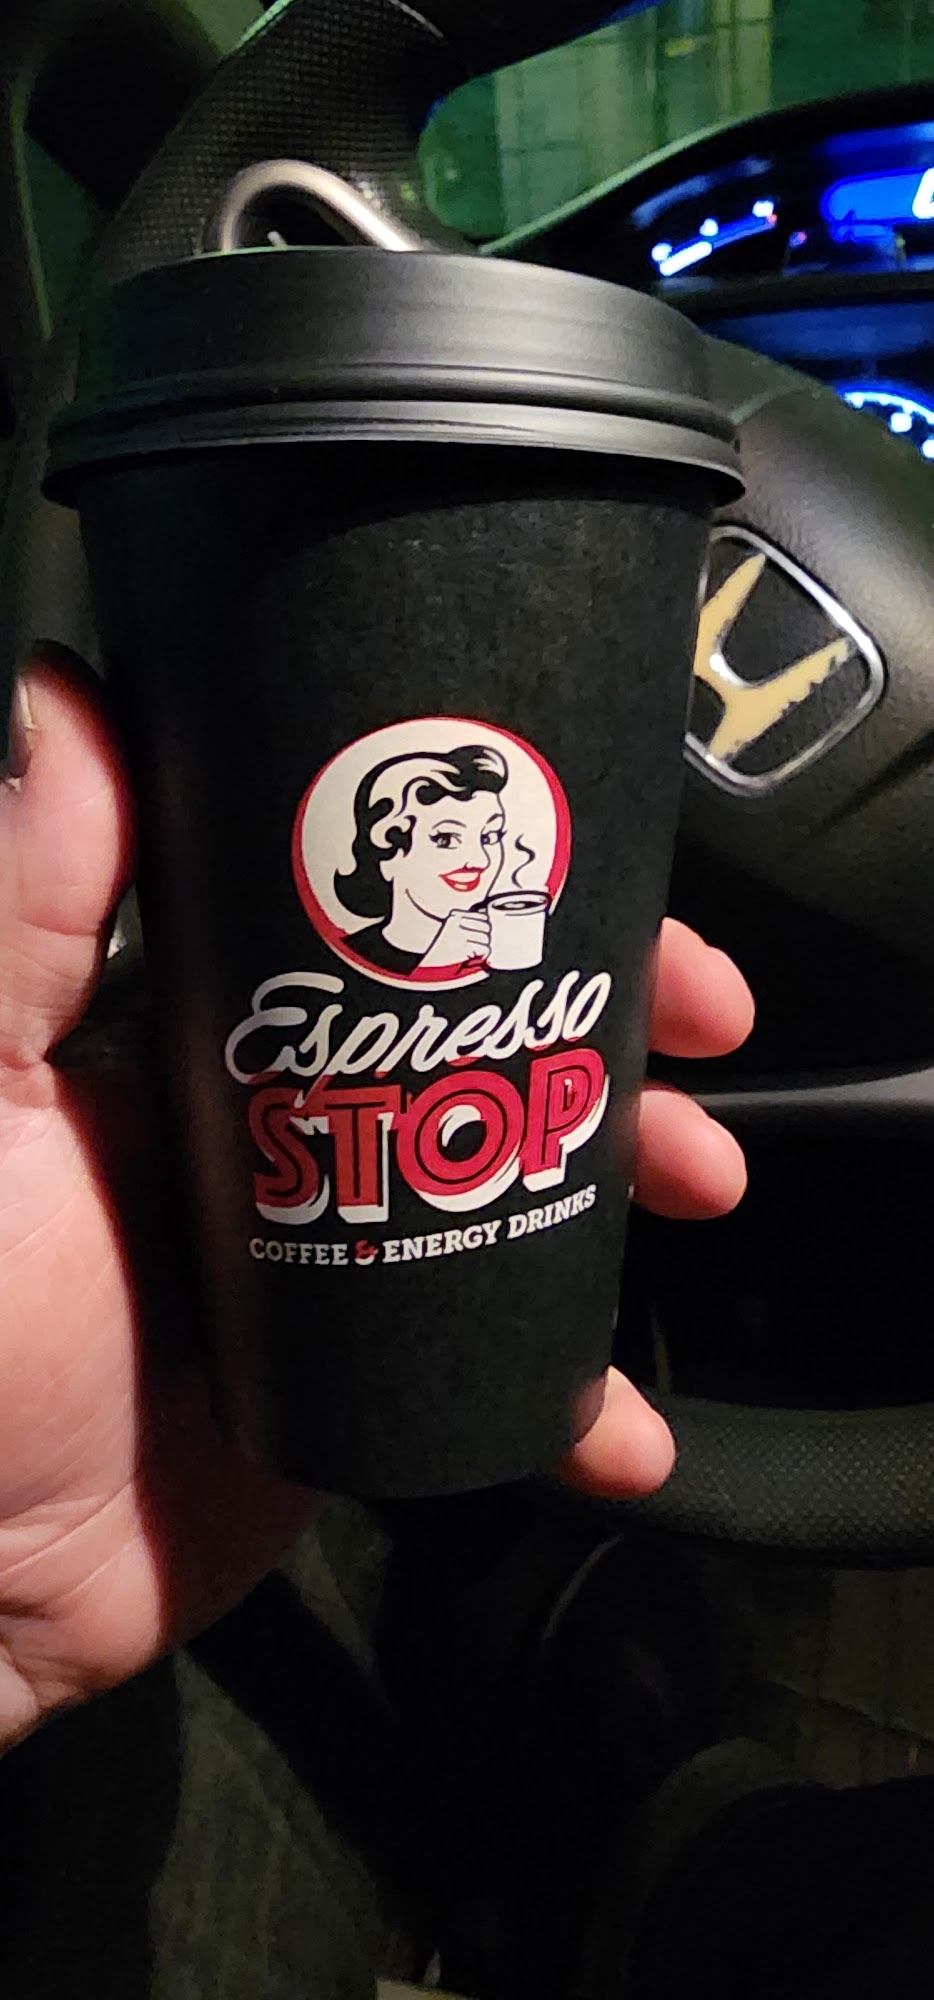 Espresso
STOP
COFFEE & ENERGY DRINKS